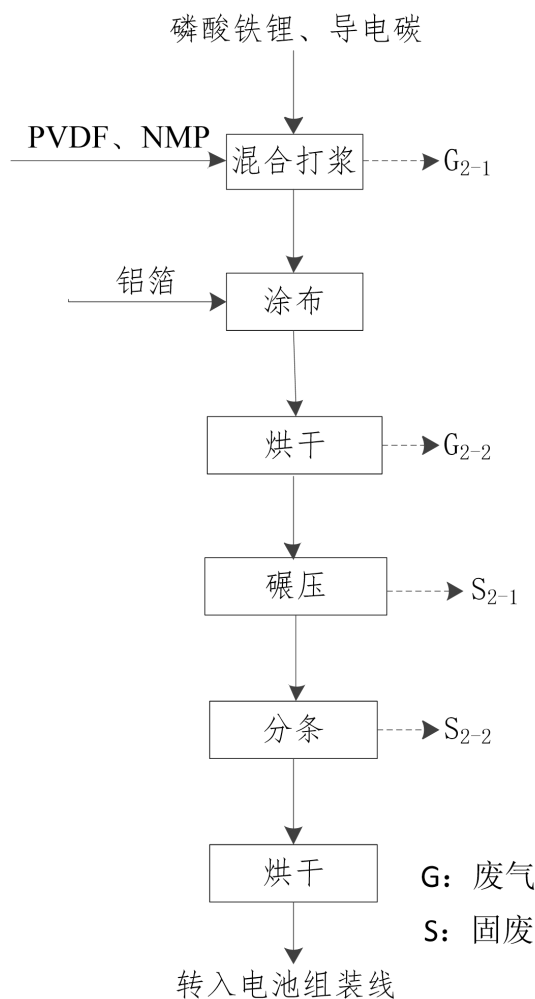 磷酸铁锂、导电碳
PVDF、NMP
混合打浆
G2-1
铝箔
涂布
烘干
G2-2
碾压
S2-1
分条
S2-2
烘干
G：废气
S：固废
转入电池组装线